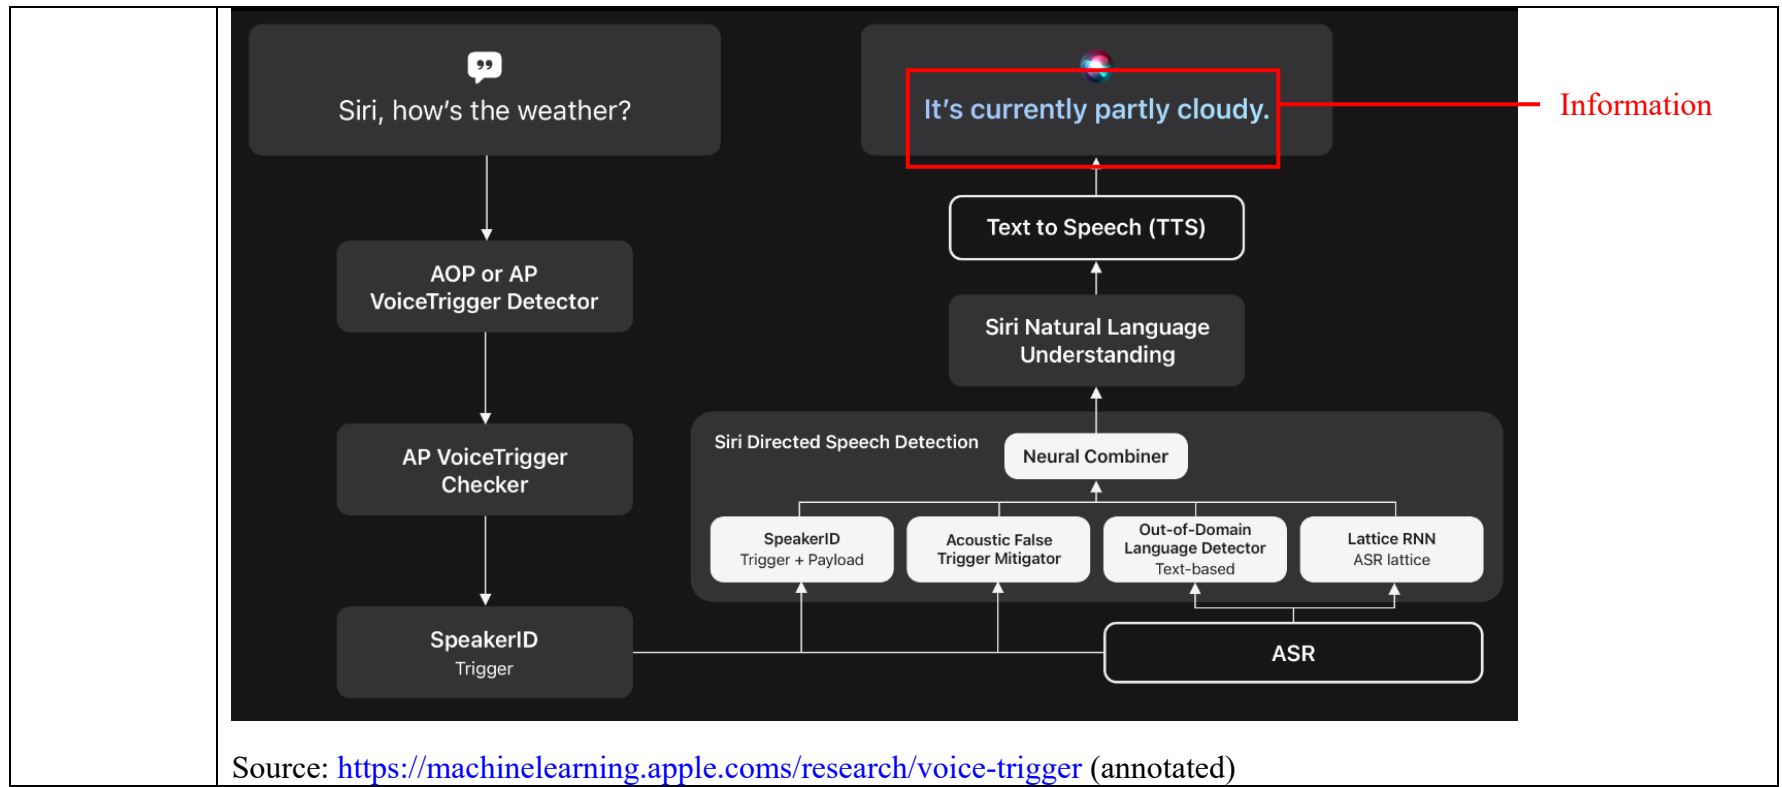 Siri, how's the weather?
It's currently partly cloudy.
Information
Text to Speech (TTS)
AOP or AP
VoiceTrigger Detector
Siri Natural Language
Understanding
AP VoiceTrigger
Checker
Siri Directed Speech Detection
Neural Combiner
SpeakerID
Trigger + Payload
Acoustic False
Trigger Mitigator
Out-of-Domain
Language Detector
Text-based
Lattice RNN
ASR lattice
SpeakerID
Trigger
ASR
Source: https://machinelearning.apple.coms/research/voice-trigger (annotated)